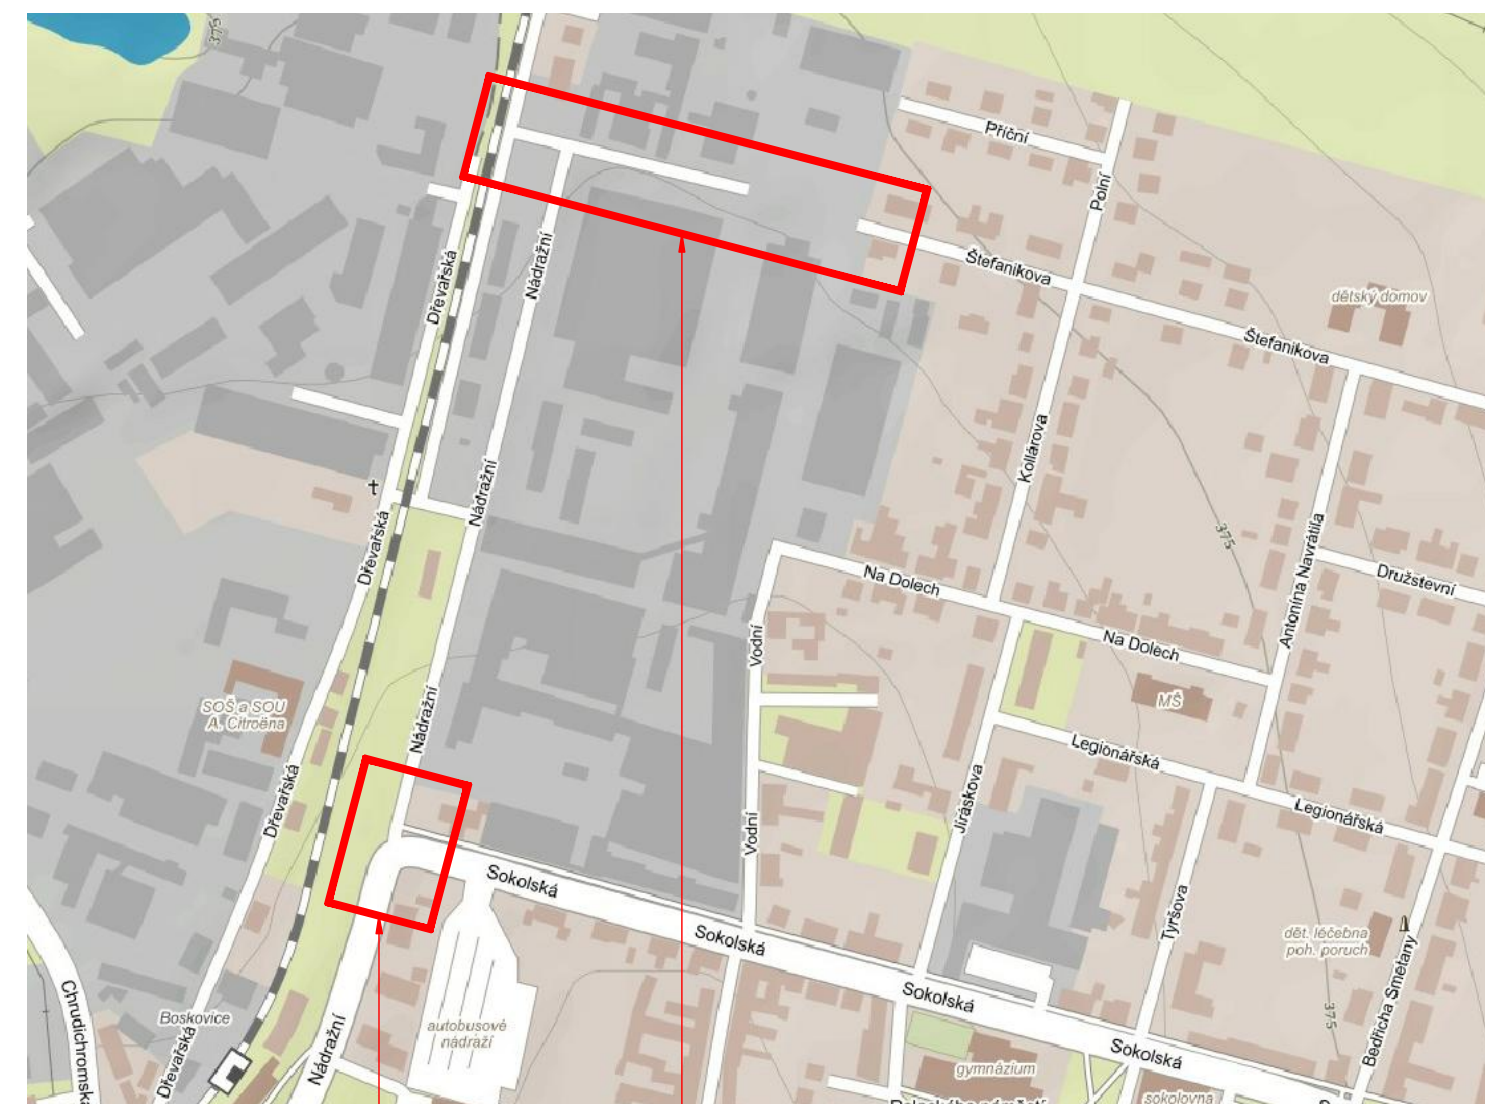 375
Příční
Polní
Štefanikova
dětský domov
Štefanikova
Dřevařská
Nádražní
Kollárova
Nádražní
375
Antonína Navrátila
Družstevní
Dřevařská
Na Dolech
Na Dolech
Vodní
MŠ
SOŠ a SOU
A. Citroëna
Nádražní
Legionářská
Legionářská
Dřevařská
Jiráskova
Vodní
Sokolská
Tyršova
Sokolská
dět. léčebna
poh. poruch
Bedřicha Smetany
Sokolská
375
Chrudichromská
Boskovice
autobusové
nádraží
Dřevařská
Nádražní
Sokolská
gymnázium
sokolovna